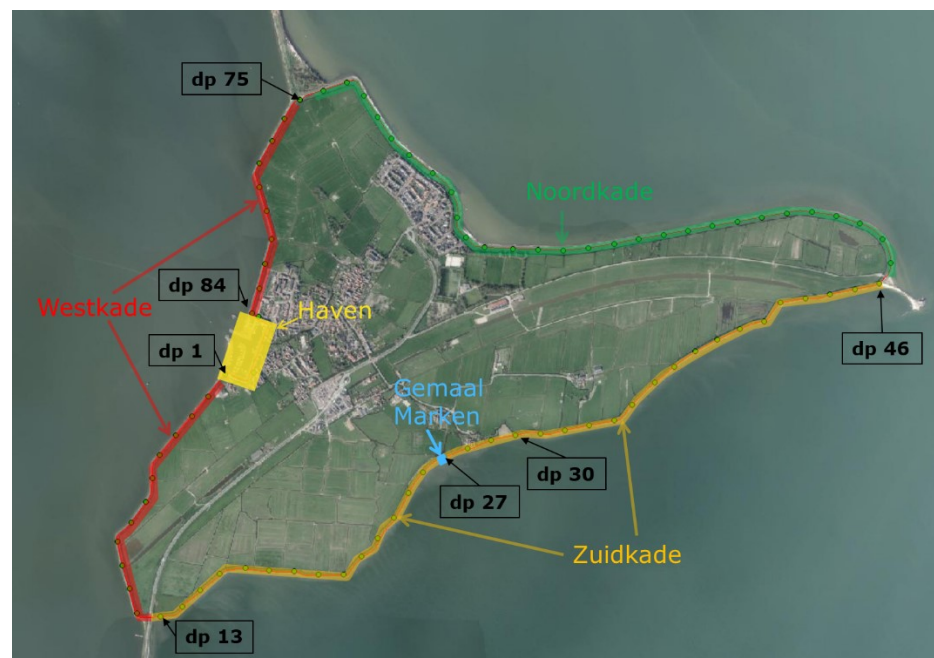 dp 75
Noordkade
dp 84
Westkade
Haven
dp 1
dp 46
Gemaal
Marken
dp 30
dp 27
Zuidkade
dp 13